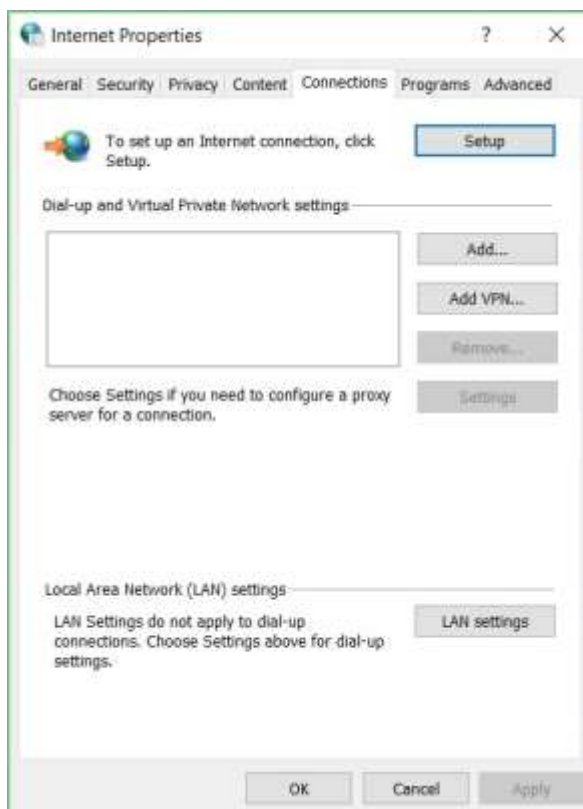 Internet Properties
?
General Security Privacy Content Connections Programs Advanced
To set up an Internet connection, click
Setup.
Setup
Dial-up and Virtual Private Network settings
Add...
Add VPN...
Remove...
Choose Settings if you need to configure a proxy
server for a connection.
Settings
Local Area Network (LAN) settings
LAN Settings do not apply to dial-up
connections. Choose Settings above for dial-up
settings.
LAN settings
OK Cancel Apply